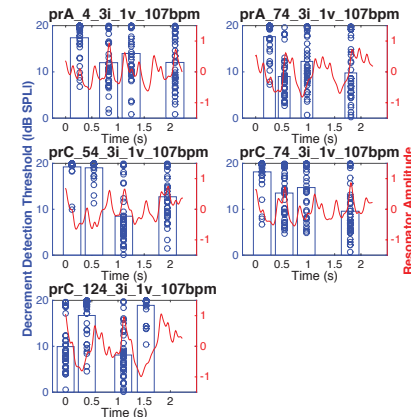 prA_4_3i_1v_107bpm
20
10
0
1
0
-1
0 0.5 1 1.5 2
Time (s)
prA_74_3i_1v_107bpm
20
10
0
1
0
-1
0 0.5 1 1.5 2
Time (s)
prC_54_3i_1v_107bpm
20
10
0
1
0
-1
0 0.5 1 1.5 2
Time (s)
prC_74_3i_1v_107bpm
20
10
0
1
0
-1
0 0.5 1 1.5 2
Time (s)
prC_124_3i_1v_107bpm
20
10
0
1
0
-1
0 0.5 1 1.5 2
Time (s)
Decrement Detection Threshold (dB SPLI)
Resonator Amplitude